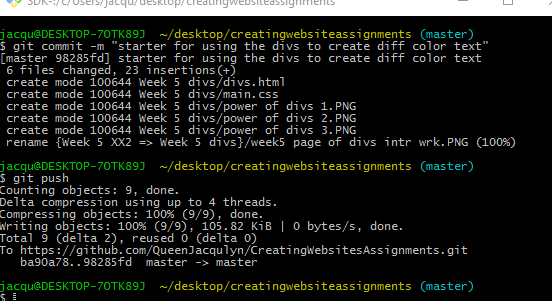 SDK-:/c/Users/jacqu/desktop/creatingwebsiteassignments
jacqu@DESKTOP-7OTK89J ~/desktop/creatingwebsiteassignments (master)
$ git commit -m "starter for using the divs to create diff color text"
[master 98285fd] starter for using the divs to create diff color text
6 files changed, 23 insertions(+)
create mode 100644 Week 5 divs/divs.html
create mode 100644 Week 5 divs/main.css
create mode 100644 Week 5 divs/power of divs 1.PNG
create mode 100644 Week 5 divs/power of divs 2.PNG
create mode 100644 Week 5 divs/power of divs 3.PNG
rename {Week 5 XX2 => Week 5 divs}/week5 page of divs intr wrk.PNG (100%)
jacqu@DESKTOP-7OTK89J ~/desktop/creatingwebsiteassignments (master)
$ git push
Counting objects: 9, done.
Delta compression using up to 4 threads.
Compressing objects: 100% (9/9), done.
Writing objects: 100% (9/9), 105.82 KiB | 0 bytes/s, done.
Total 9 (delta 2), reused 0 (delta 0)
To https://github.com/QueenJacqulyn/CreatingWebsitesAssignments.git
ba90a78..98285fd master -> master
jacqu@DESKTOP-7OTK89J ~/desktop/creatingwebsiteassignments (master)
$